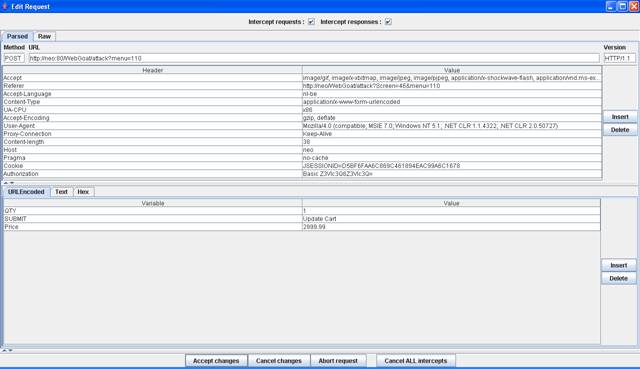 Edit Request
Intercept requests : Intercept responses :
Parsed Raw
Method URL Version
POST http://neo:80/WebGoat/attack?menu=110 HTTP/1.1
Header Value
Accept image/gif, image/x-xbitmap, image/jpeg, image/pjpeg, application/x-shockwave-flash, application/vnd.ms-ex...
Referer http://neo/WebGoat/attack?Screen=46&menu=110
Accept-Language nl-be
Content-Type application/x-www-form-urlencoded
UA-CPU x86
Accept-Encoding gzip, deflate
User-Agent Mozilla/4.0 (compatible; MSIE 7.0; Windows NT 5.1; .NET CLR 1.1.4322; .NET CLR 2.0.50727)
Proxy-Connection Keep-Alive
Content-length 36
Host neo
Pragma no-cache
Cookie JSESSIONID=D5BF6FAA6C869C461894EAC99A6C1678
Authorization Basic Z3Vlc3Q6Z3Vlc3Q=
Insert
Delete
URLEncoded Text Hex
Variable Value
QTY 1
SUBMIT Update Cart
Price 2999.99
Insert
Delete
Accept changes Cancel changes Abort request Cancel ALL intercepts